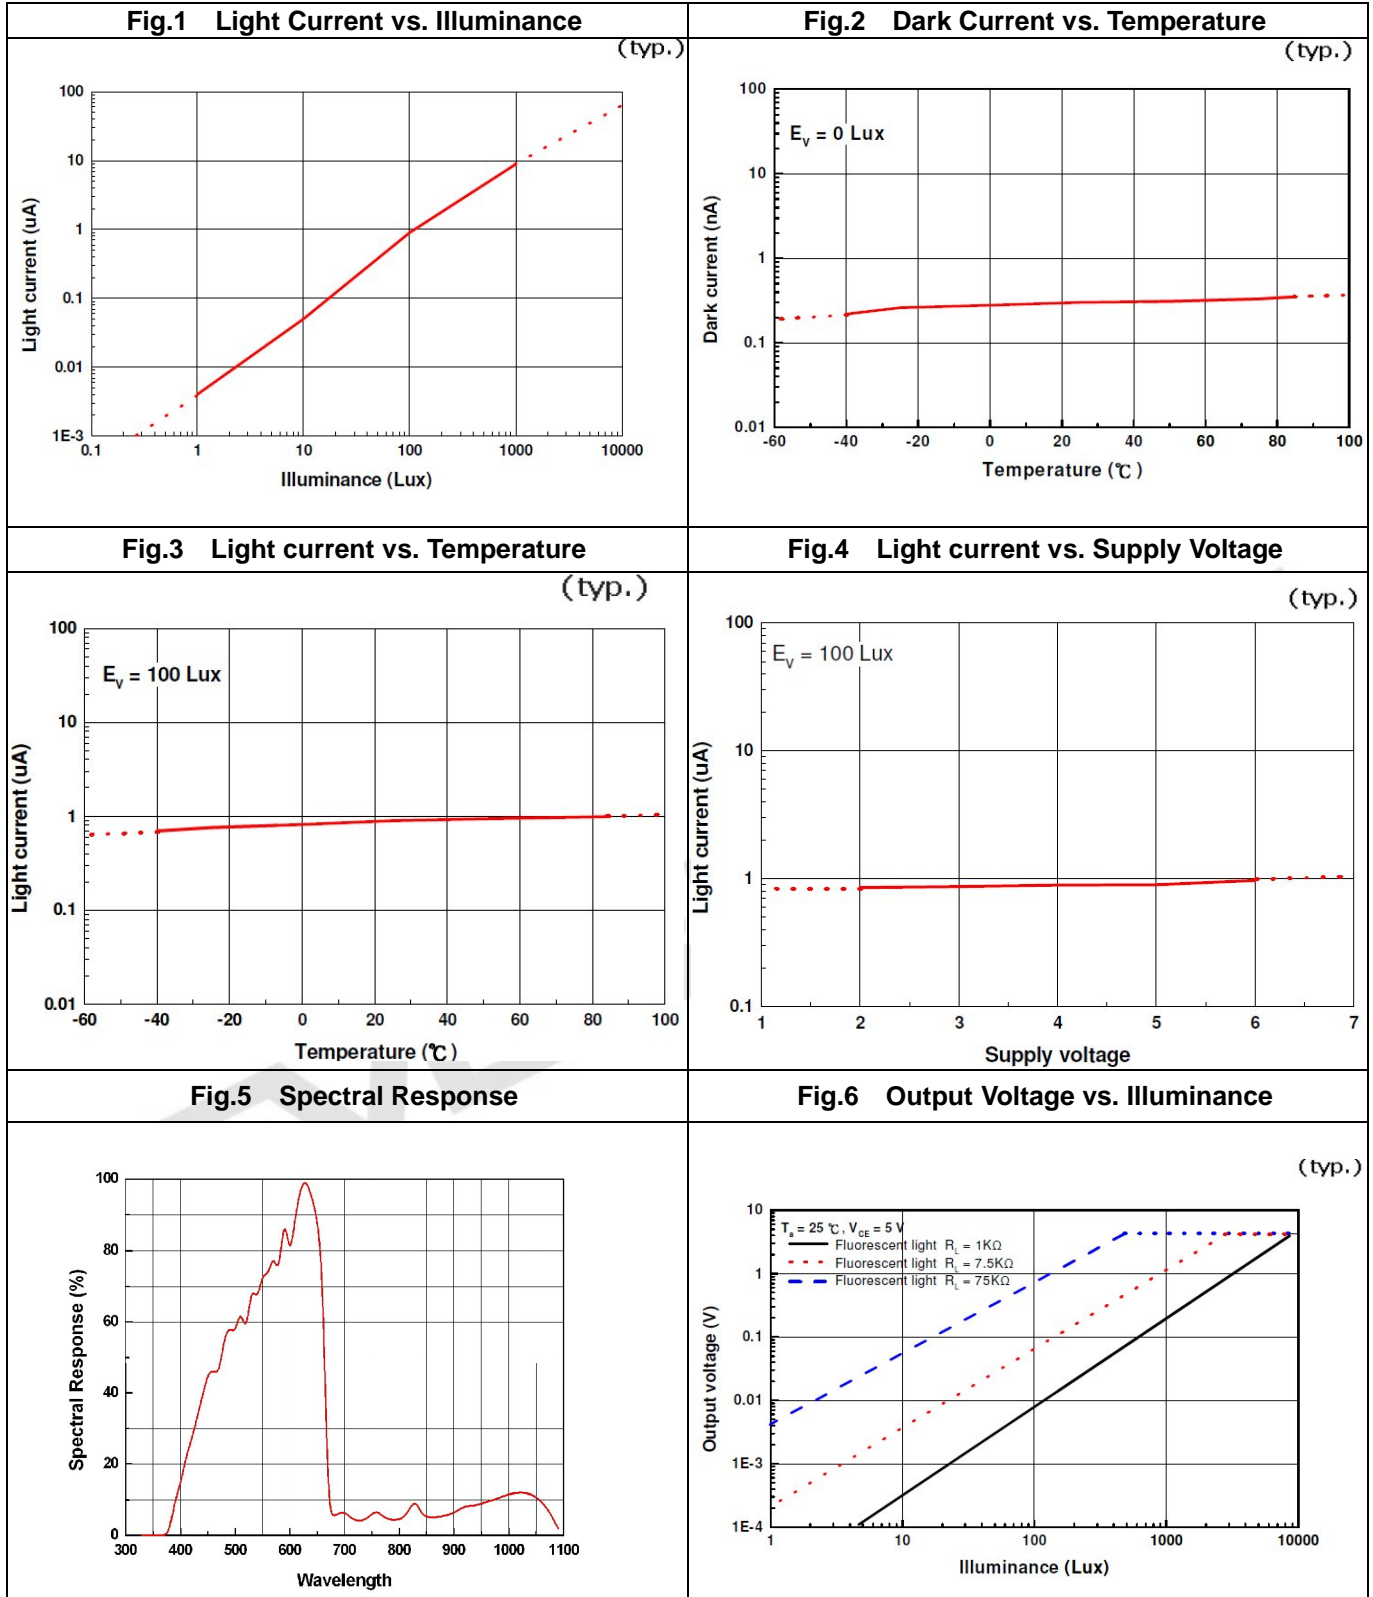 Fig.1 Light Current vs. Illuminance
(typ.)
100
10
1
0.1
0.01
1E-3
0.1 1 10 100 1000 10000
Light current (uA)
Illuminance (Lux)
Fig.2 Dark Current vs. Temperature
(typ.)
E_V = 0 Lux
100
10
1
0.1
0.01
-60 -40 -20 0 20 40 60 80 100
Dark current (nA)
Temperature (℃)
Fig.3 Light current vs. Temperature
(typ.)
E_V = 100 Lux
100
10
1
0.1
0.01
-60 -40 -20 0 20 40 60 80 100
Light current (uA)
Temperature (℃)
Fig.4 Light current vs. Supply Voltage
(typ.)
E_V = 100 Lux
100
10
1
0.1
1 2 3 4 5 6 7
Light current (uA)
Supply voltage
Fig.5 Spectral Response
100
80
60
40
20
0
300 400 500 600 700 800 900 1000 1100
Spectral Response (%)
Wavelength
Fig.6 Output Voltage vs. Illuminance
(typ.)
T_a = 25 ℃, V_CE = 5 V
Fluorescent light R_L = 1KΩ
Fluorescent light R_L = 7.5KΩ
Fluorescent light R_L = 75KΩ
10
1
0.1
0.01
1E-3
1E-4
1 10 100 1000 10000
Output voltage (V)
Illuminance (Lux)